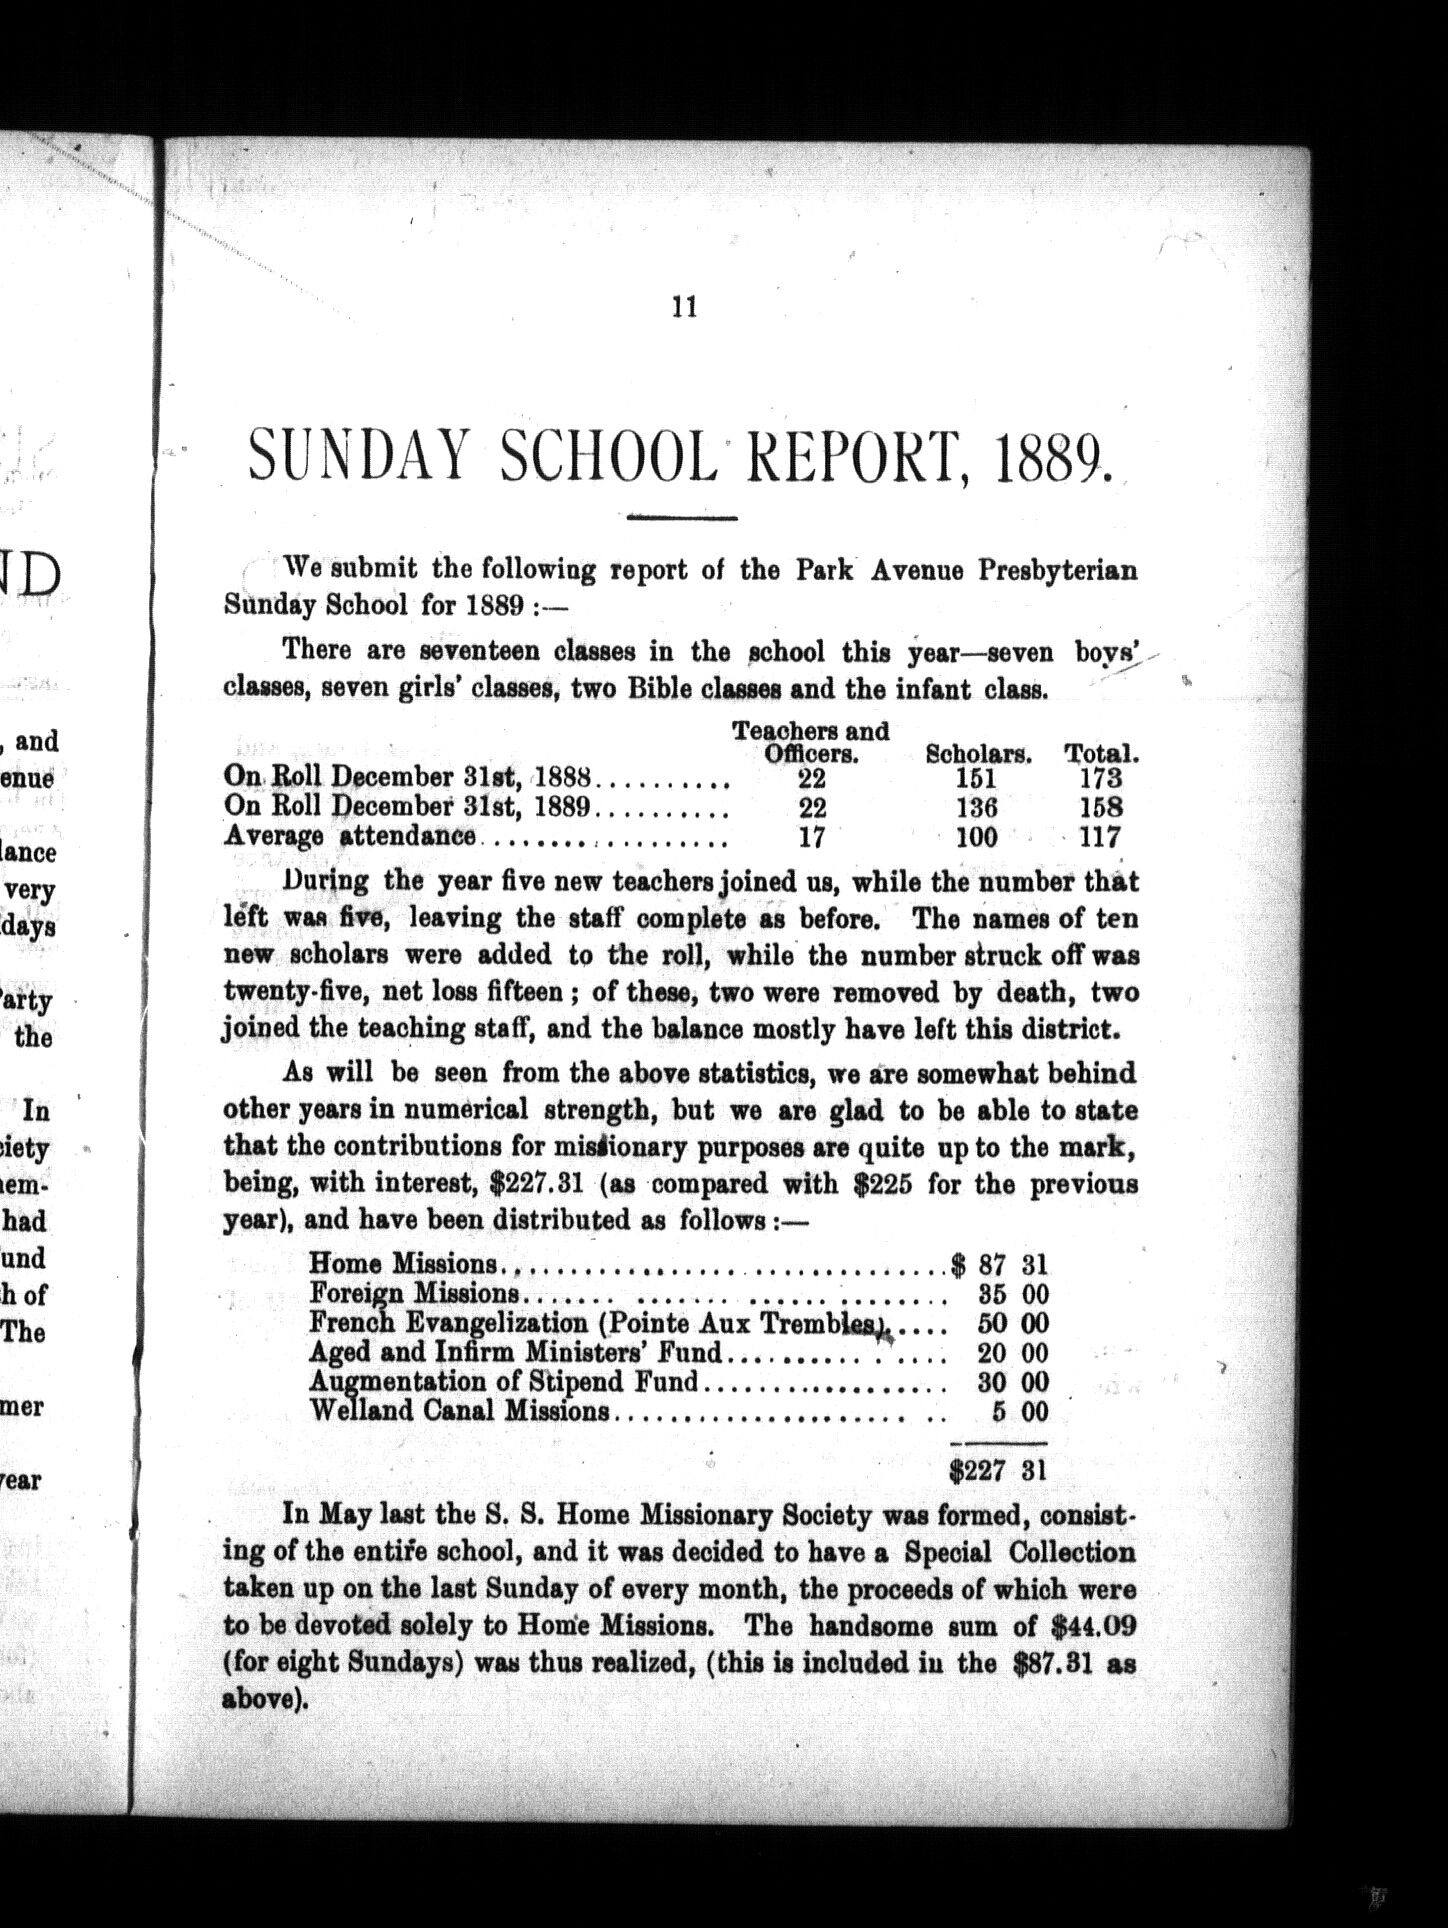 ND
, and
enue
lance
very
days
arty
the
In
ciety
mem-
had
und
h of
The
mer
year
11
SUNDAY SCHOOL REPORT, 1889.
We submit the following report of the Park Avenue Presbyterian
Sunday School for 1889 :—
There are seventeen classes in the school this year—seven boys'
classes, seven girls' classes, two Bible classes and the infant class.
Teachers and
Officers. Scholars. Total.
On Roll December 31st, 1888.......... 22 151 173
On Roll December 31st, 1889.......... 22 136 158
Average attendance.................. 17 100 117
During the year five new teachers joined us, while the number that
left was five, leaving the staff complete as before. The names of ten
new scholars were added to the roll, while the number struck off was
twenty-five, net loss fifteen ; of these, two were removed by death, two
joined the teaching staff, and the balance mostly have left this district.
As will be seen from the above statistics, we are somewhat behind
other years in numerical strength, but we are glad to be able to state
that the contributions for missionary purposes are quite up to the mark,
being, with interest, $227.31 (as compared with $225 for the previous
year), and have been distributed as follows :—
Home Missions................................$ 87 31
Foreign Missions.............................. 35 00
French Evangelization (Pointe Aux Trembles)..... 50 00
Aged and Infirm Ministers' Fund................ 20 00
Augmentation of Stipend Fund.................. 30 00
Welland Canal Missions....................... 5 00
$227 31
In May last the S. S. Home Missionary Society was formed, consist-
ing of the entire school, and it was decided to have a Special Collection
taken up on the last Sunday of every month, the proceeds of which were
to be devoted solely to Home Missions. The handsome sum of $44.09
(for eight Sundays) was thus realized, (this is included in the $87.31 as
above).